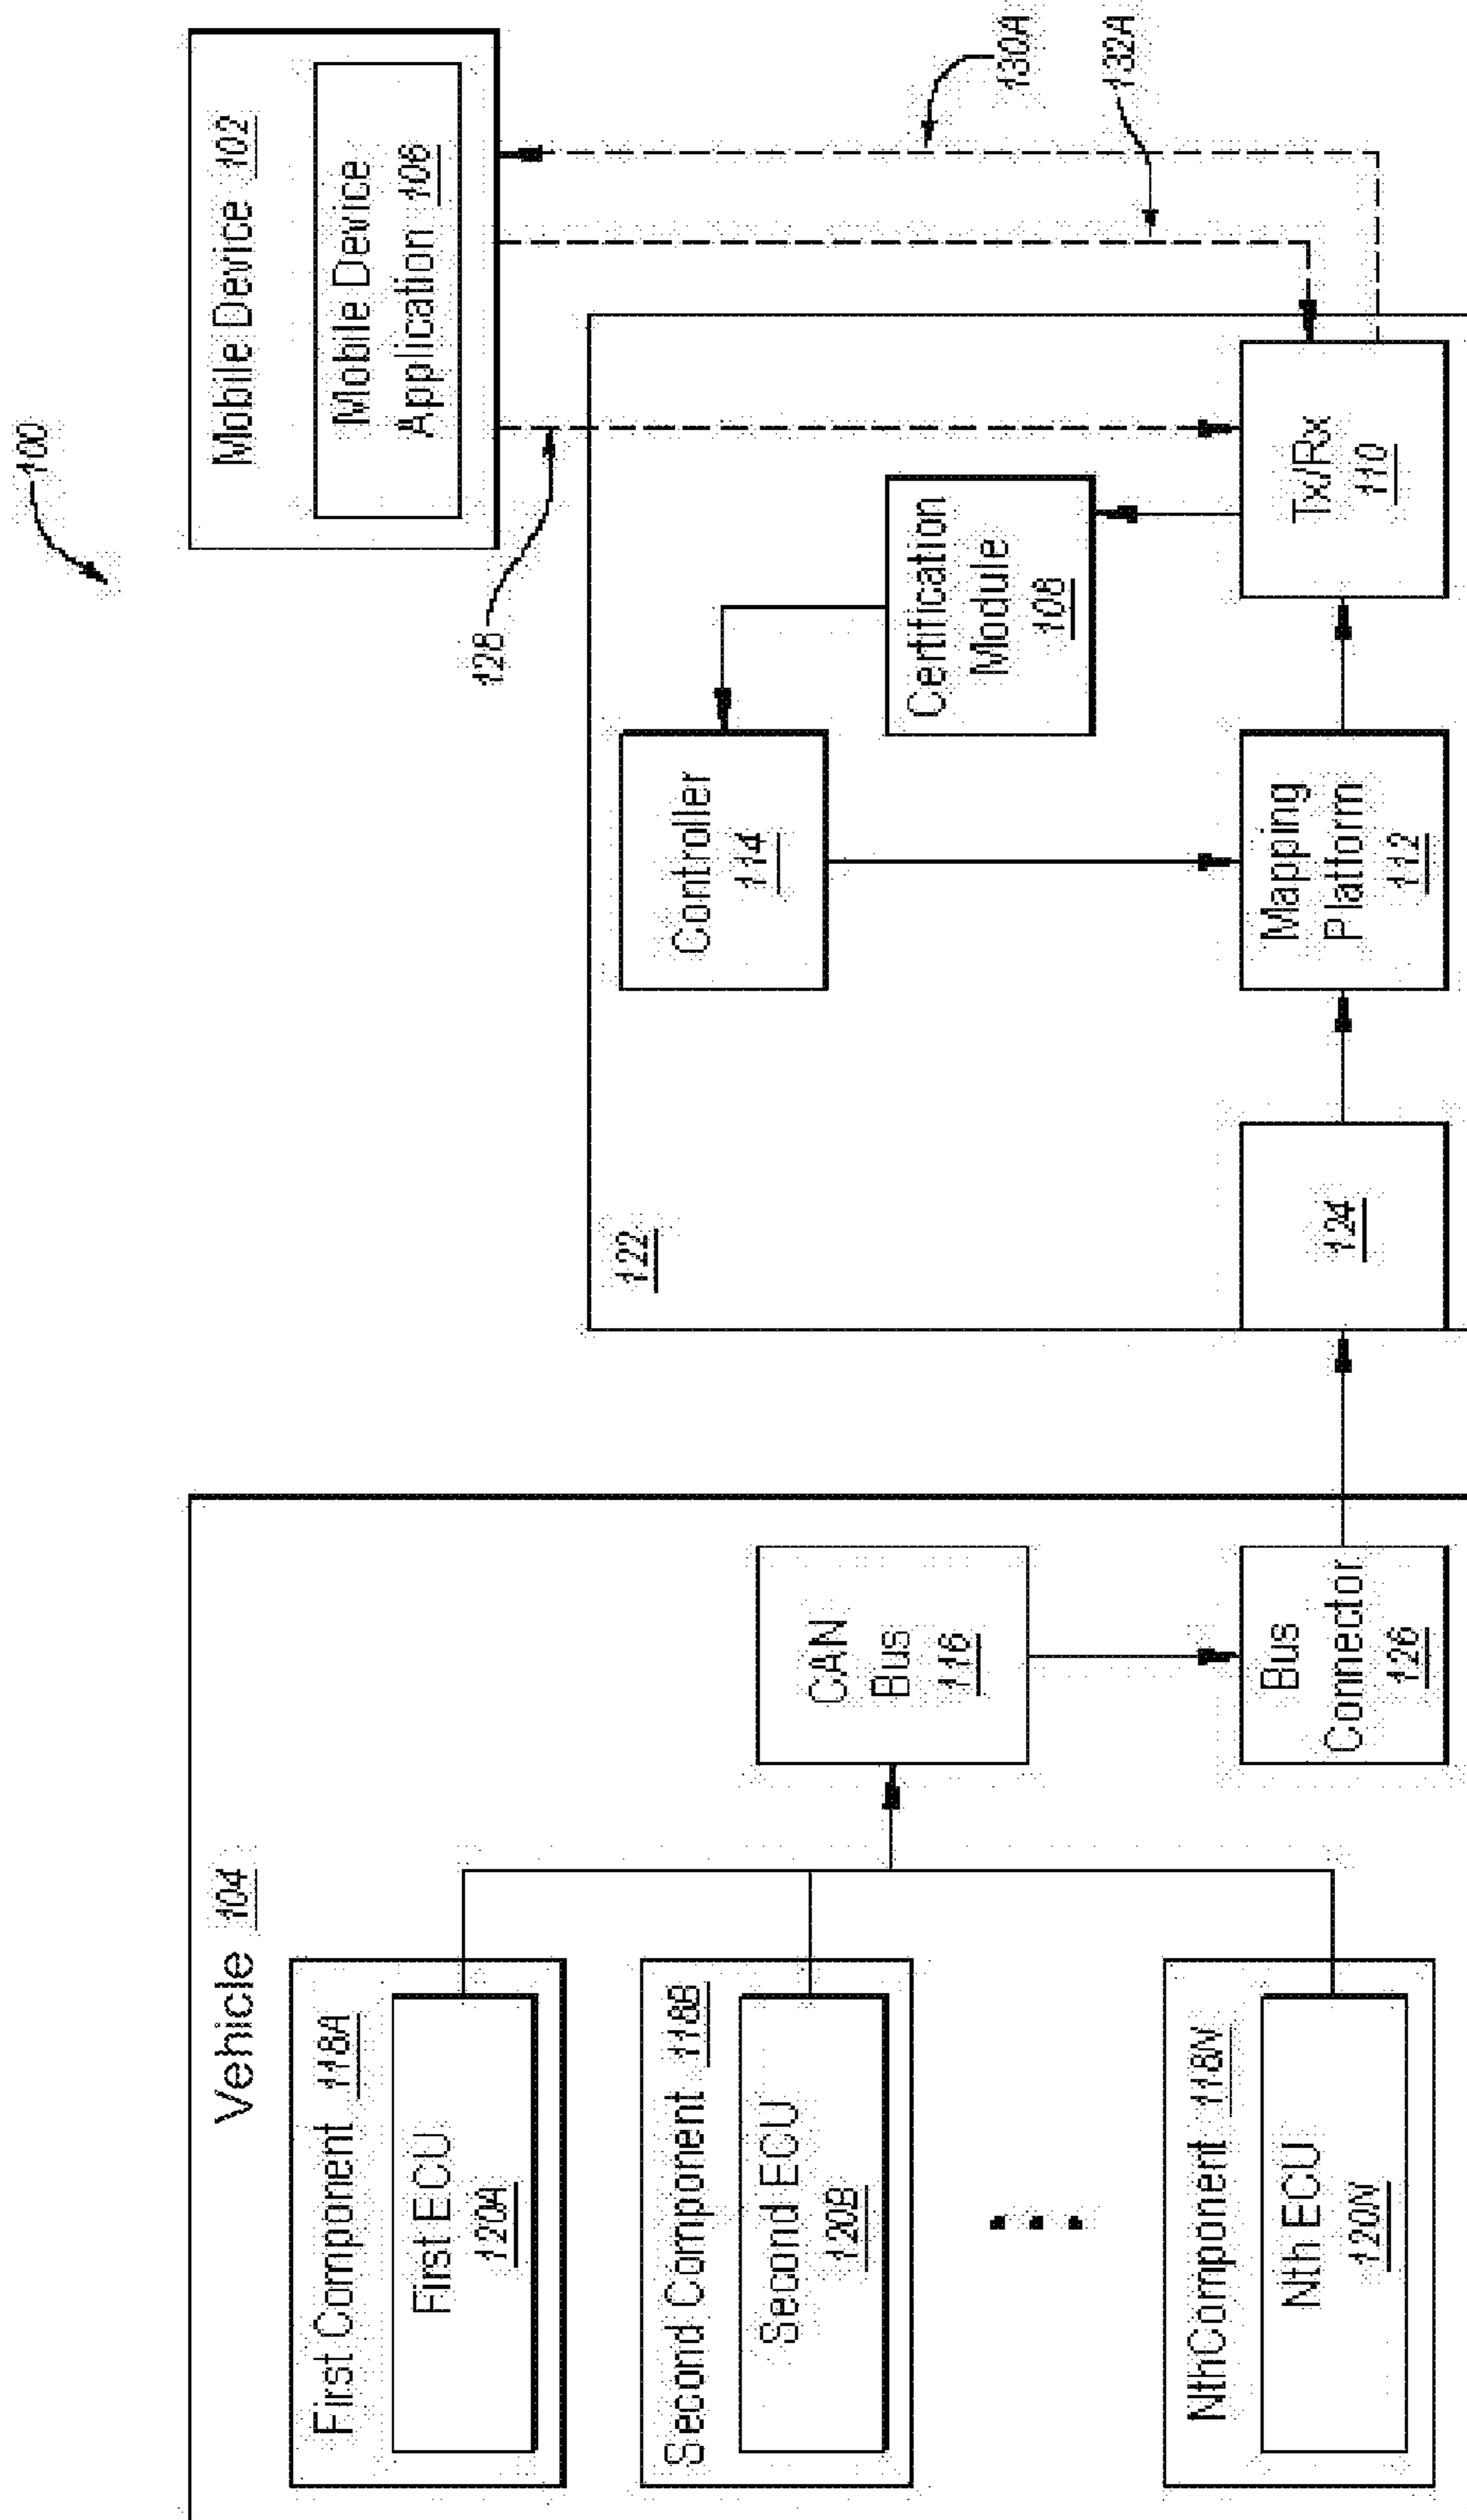 100
Vehicle 104
First Component 118A
First ECU
120A
Second Component 118B
Second ECU
120B
NthComponent 118N
Nth ECU
120N
CAN
Bus
116
Bus
Connector
126
122
124
Controller
114
Mapping
Platform
112
Certification
Module
108
Tx/Rx
110
128
Mobile Device 102
Mobile Device
Application 106
130A
132A